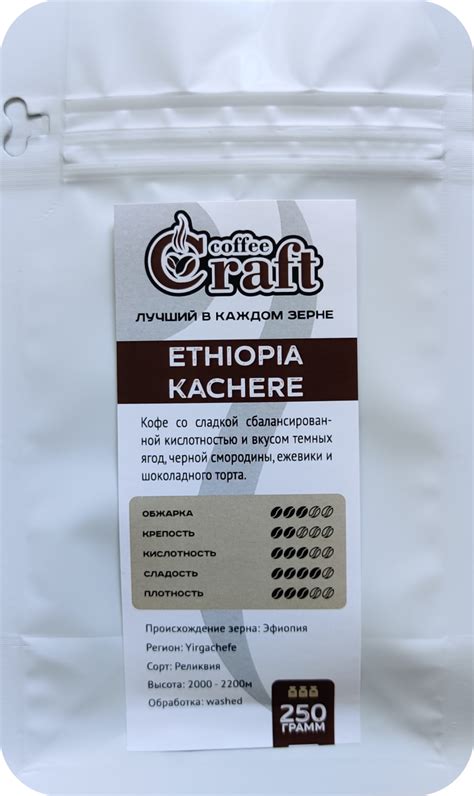 coffee
Craft
ЛУЧШИЙ В КАЖДОМ ЗЕРНЕ
ETHIOPIA
KACHERE
Кофе со сладкой сбалансирован-
ной кислотностью и вкусом темных
ягод, черной смородины, ежевики и
шоколадного торта.
ОБЖАРКА
КРЕПОСТЬ
КИСЛОТНОСТЬ
СЛАДОСТЬ
ПЛОТНОСТЬ
Происхождение зерна: Эфиопия
Регион: Yirgachefe
Сорт: Реликвия
Высота: 2000 - 2200м
Обработка: washed
250
ГРАММ